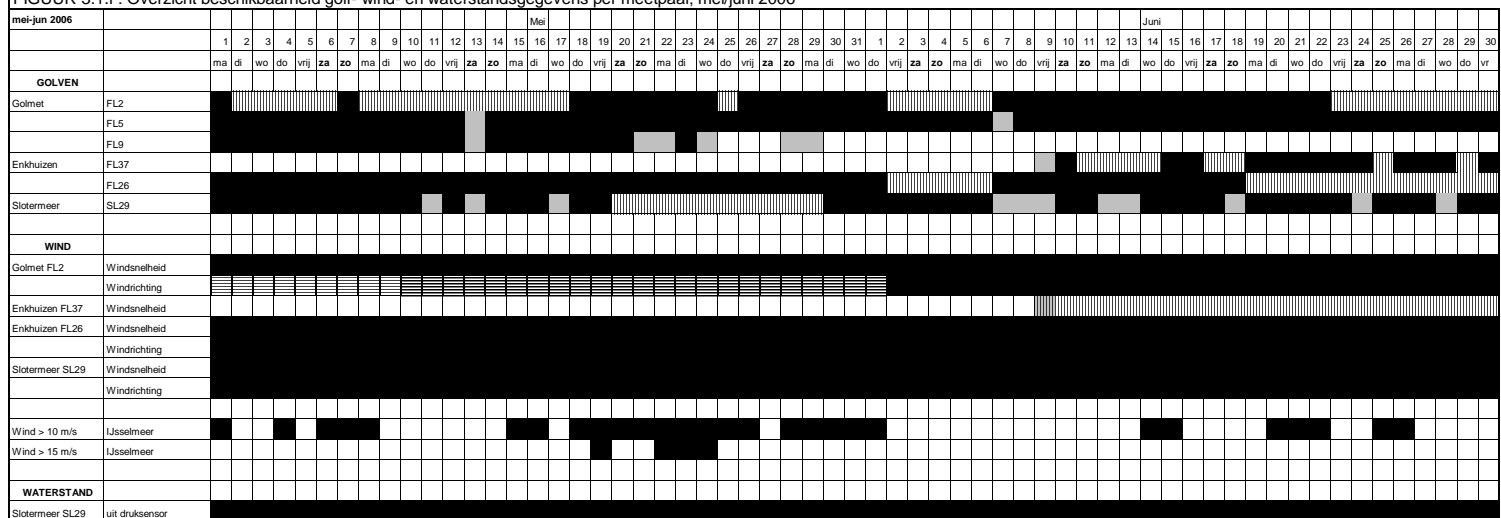 FIGUUR 3.1.F: Overzicht beschikbaarheid golf- wind- en waterstandsgegevens per meetpaal, mei/juni 2006
mei-jun 2006 Mei Juni
1 2 3 4 5 6 7 8 9 10 11 12 13 14 15 16 17 18 19 20 21 22 23 24 25 26 27 28 29 30 31 1 2 3 4 5 6 7 8 9 10 11 12 13 14 15 16 17 18 19 20 21 22 23 24 25 26 27 28 29 30
ma di wo do vrij za zo ma di wo do vrij za zo ma di wo do vrij za zo ma di wo do vrij za zo ma di wo do vrij za zo ma di wo do vrij za zo ma di wo do vrij za zo ma di wo do vrij za zo ma di wo do vr
GOLVEN
Golmet FL2
FL5
FL9
Enkhuizen FL37
FL26
Slotermeer SL29
WIND
Golmet FL2 Windsnelheid
Windrichting
Enkhuizen FL37 Windsnelheid
Enkhuizen FL26 Windsnelheid
Windrichting
Slotermeer SL29 Windsnelheid
Windrichting
Wind > 10 m/s IJsselmeer
Wind > 15 m/s IJsselmeer
WATERSTAND
Slotermeer SL29 uit druksensor